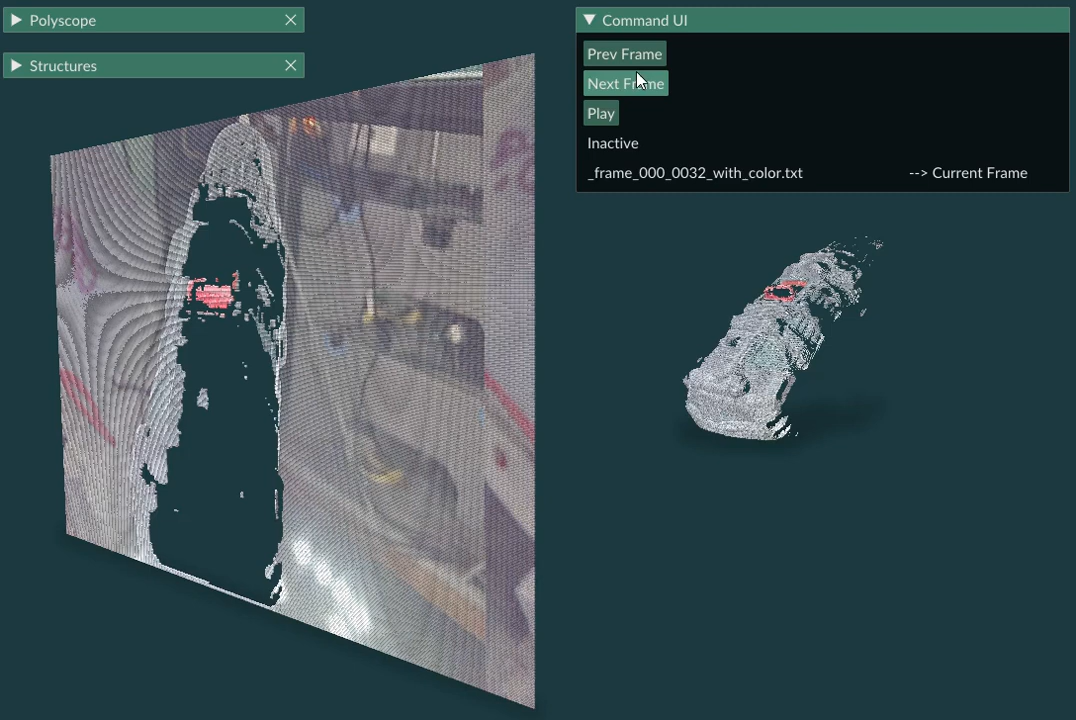 Polyscope
Structures
Command UI
Prev Frame
Next Frame
Play
Inactive
_frame_000_0032_with_color.txt --> Current Frame